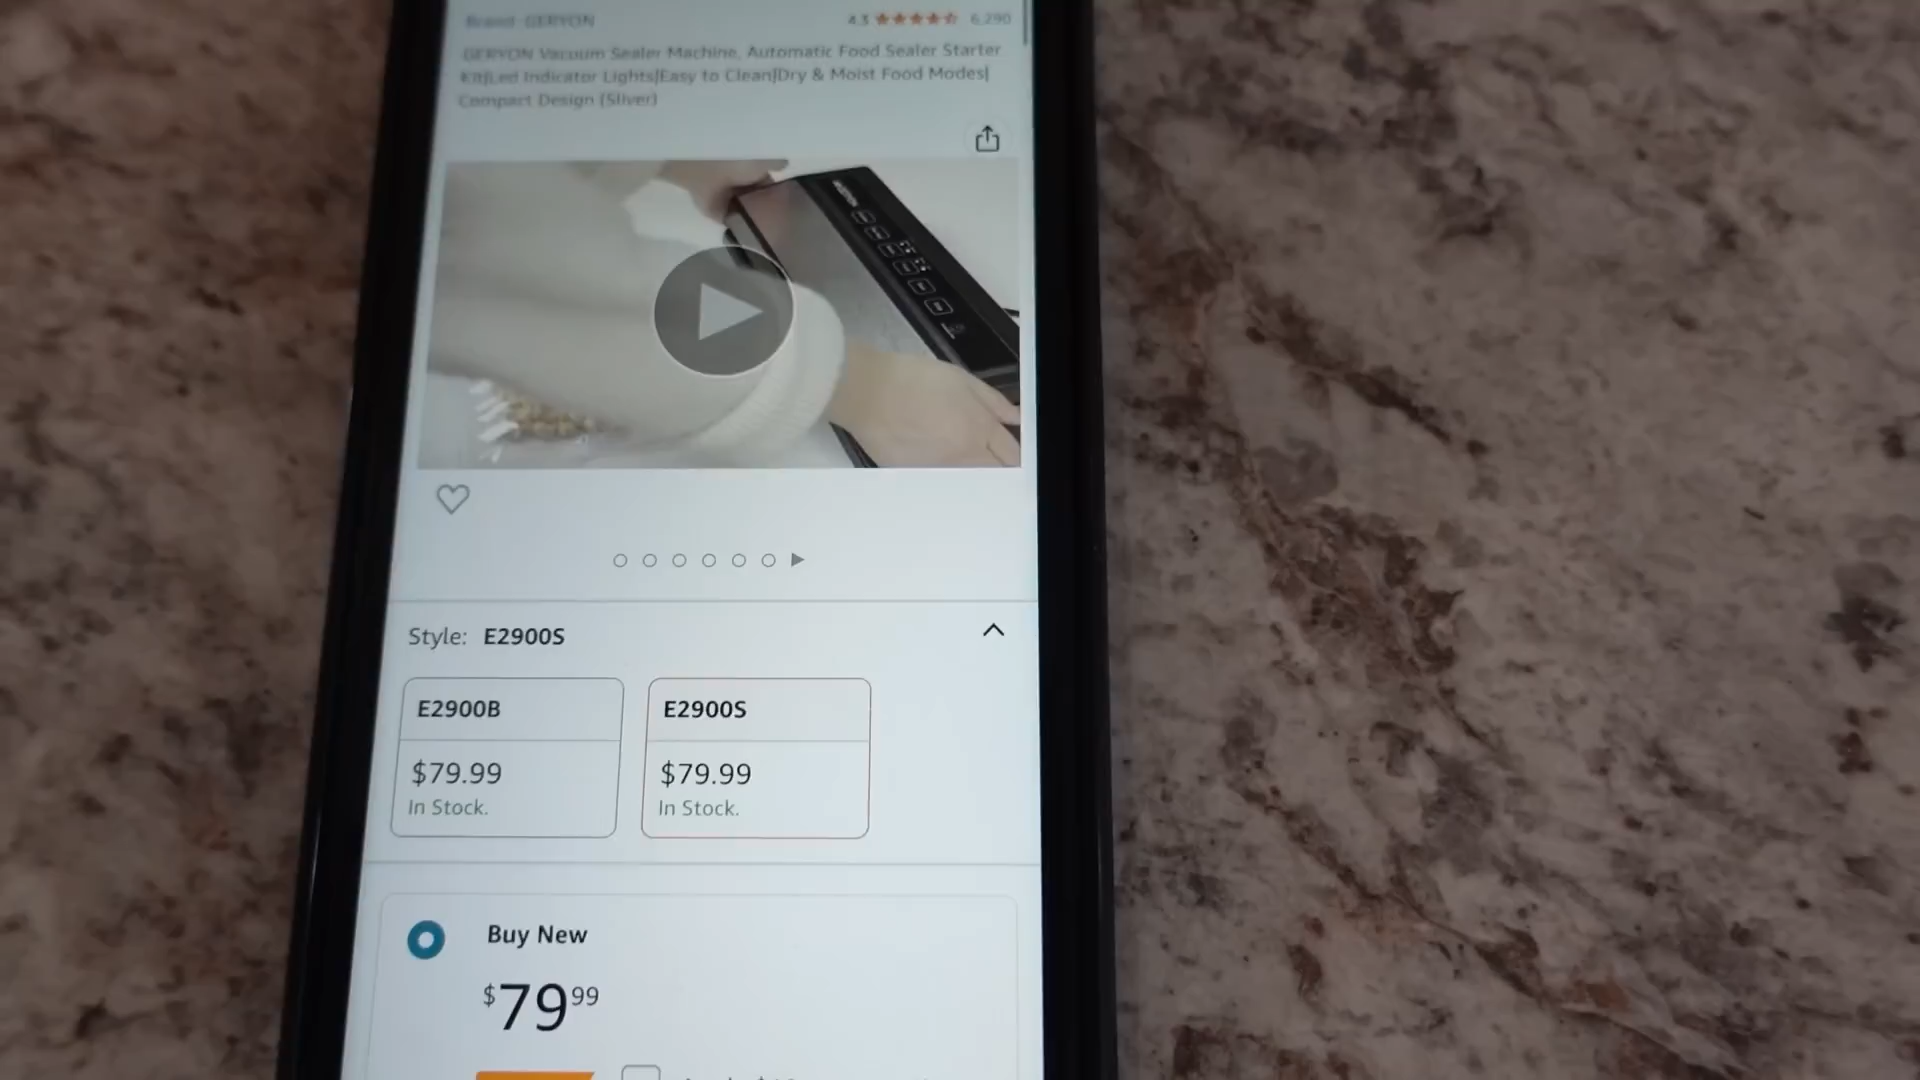 Brand: GERYON
4.3 6,290
GERYON Vacuum Sealer Machine, Automatic Food Sealer Starter
Kit|Led Indicator Lights|Easy to Clean|Dry & Moist Food Modes|
Compact Design (Sliver)
Style: E2900S
E2900B
E2900S
$79.99
$79.99
In Stock.
In Stock.
Buy New
$79.99